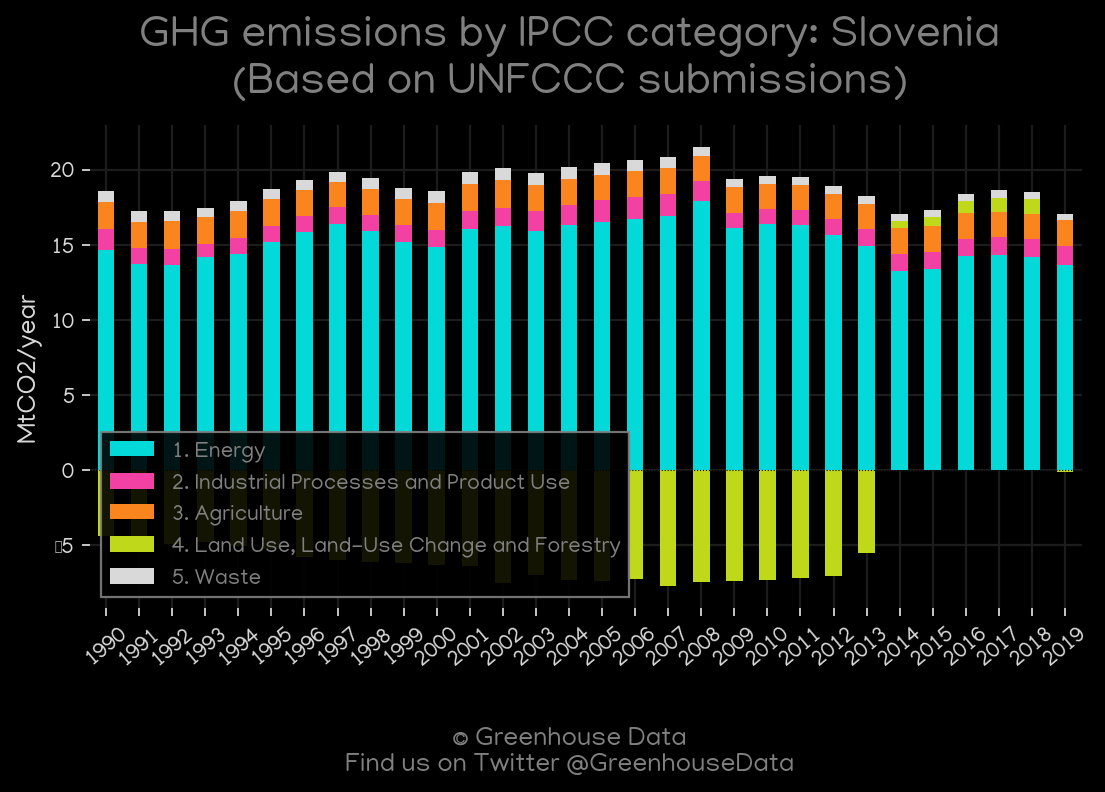 GHG emissions by IPCC category: Slovenia
(Based on UNFCCC submissions)
MtCO2/year
20
15
10
5
0
▯5
1. Energy
2. Industrial Processes and Product Use
3. Agriculture
4. Land Use, Land-Use Change and Forestry
5. Waste
1990 1991 1992 1993 1994 1995 1996 1997 1998 1999 2000 2001 2002 2003 2004 2005 2006 2007 2008 2009 2010 2011 2012 2013 2014 2015 2016 2017 2018 2019
© Greenhouse Data
Find us on Twitter @GreenhouseData